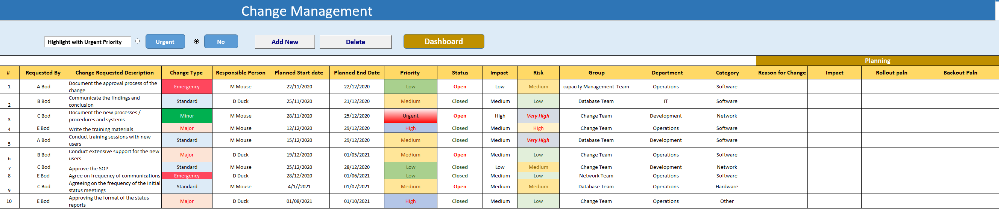 Change Management
Highlight with Urgent Priority Urgent No Add New Delete Dashboard
Planning
# Requested By Change Requested Description Change Type Responsible Person Planned Start date Planned End Date Priority Status Impact Risk Group Department Category Reason for Change Impact Rollout paln Backout Paln
1 A Bod Document the approval process of the change Emergency M Mouse 22/11/2020 22/12/2020 Low Open Low Medium capacity Management Team Operations Software
2 B Bod Communicate the findings and conclusion Standard D Duck 25/11/2020 21/12/2020 Medium Closed Medium Low Database Team IT Software
3 C Bod Document the new processes / procedures and systems Minor M Mouse 28/11/2020 25/12/2020 Urgent Open High Very High Change Team Development Network
4 E Bod Write the training materials Major M Mouse 12/12/2020 29/12/2020 High Closed Medium High Change Team Operations Software
5 A Bod Conduct training sessions with new users Standard M Mouse 15/12/2020 29/12/2020 Medium Closed Medium Very High Database Team Development Software
6 B Bod Conduct extensive support for the new users Major D Duck 19/12/2020 01/05/2021 Medium Open Medium Low Change Team Operations Software
7 C Bod Approve the SOP Standard M Mouse 25/12/2020 28/12/2020 Low Closed Low Medium Change Team Development Network
8 E Bod Agree on frequency of communications Emergency D Duck 28/12/2020 01/06/2021 Low Closed Medium Low Network Team Operations Software
9 C Bod Agreeing on the frequency of the initial status meetings Standard M Mouse 4/1//2021 01/07/2021 Medium Open Medium Medium Database Team Operations Hardware
10 E Bod Approving the format of the status reports Major D Duck 01/08/2021 01/10/2021 High Closed Medium Low Change Team Operations Other